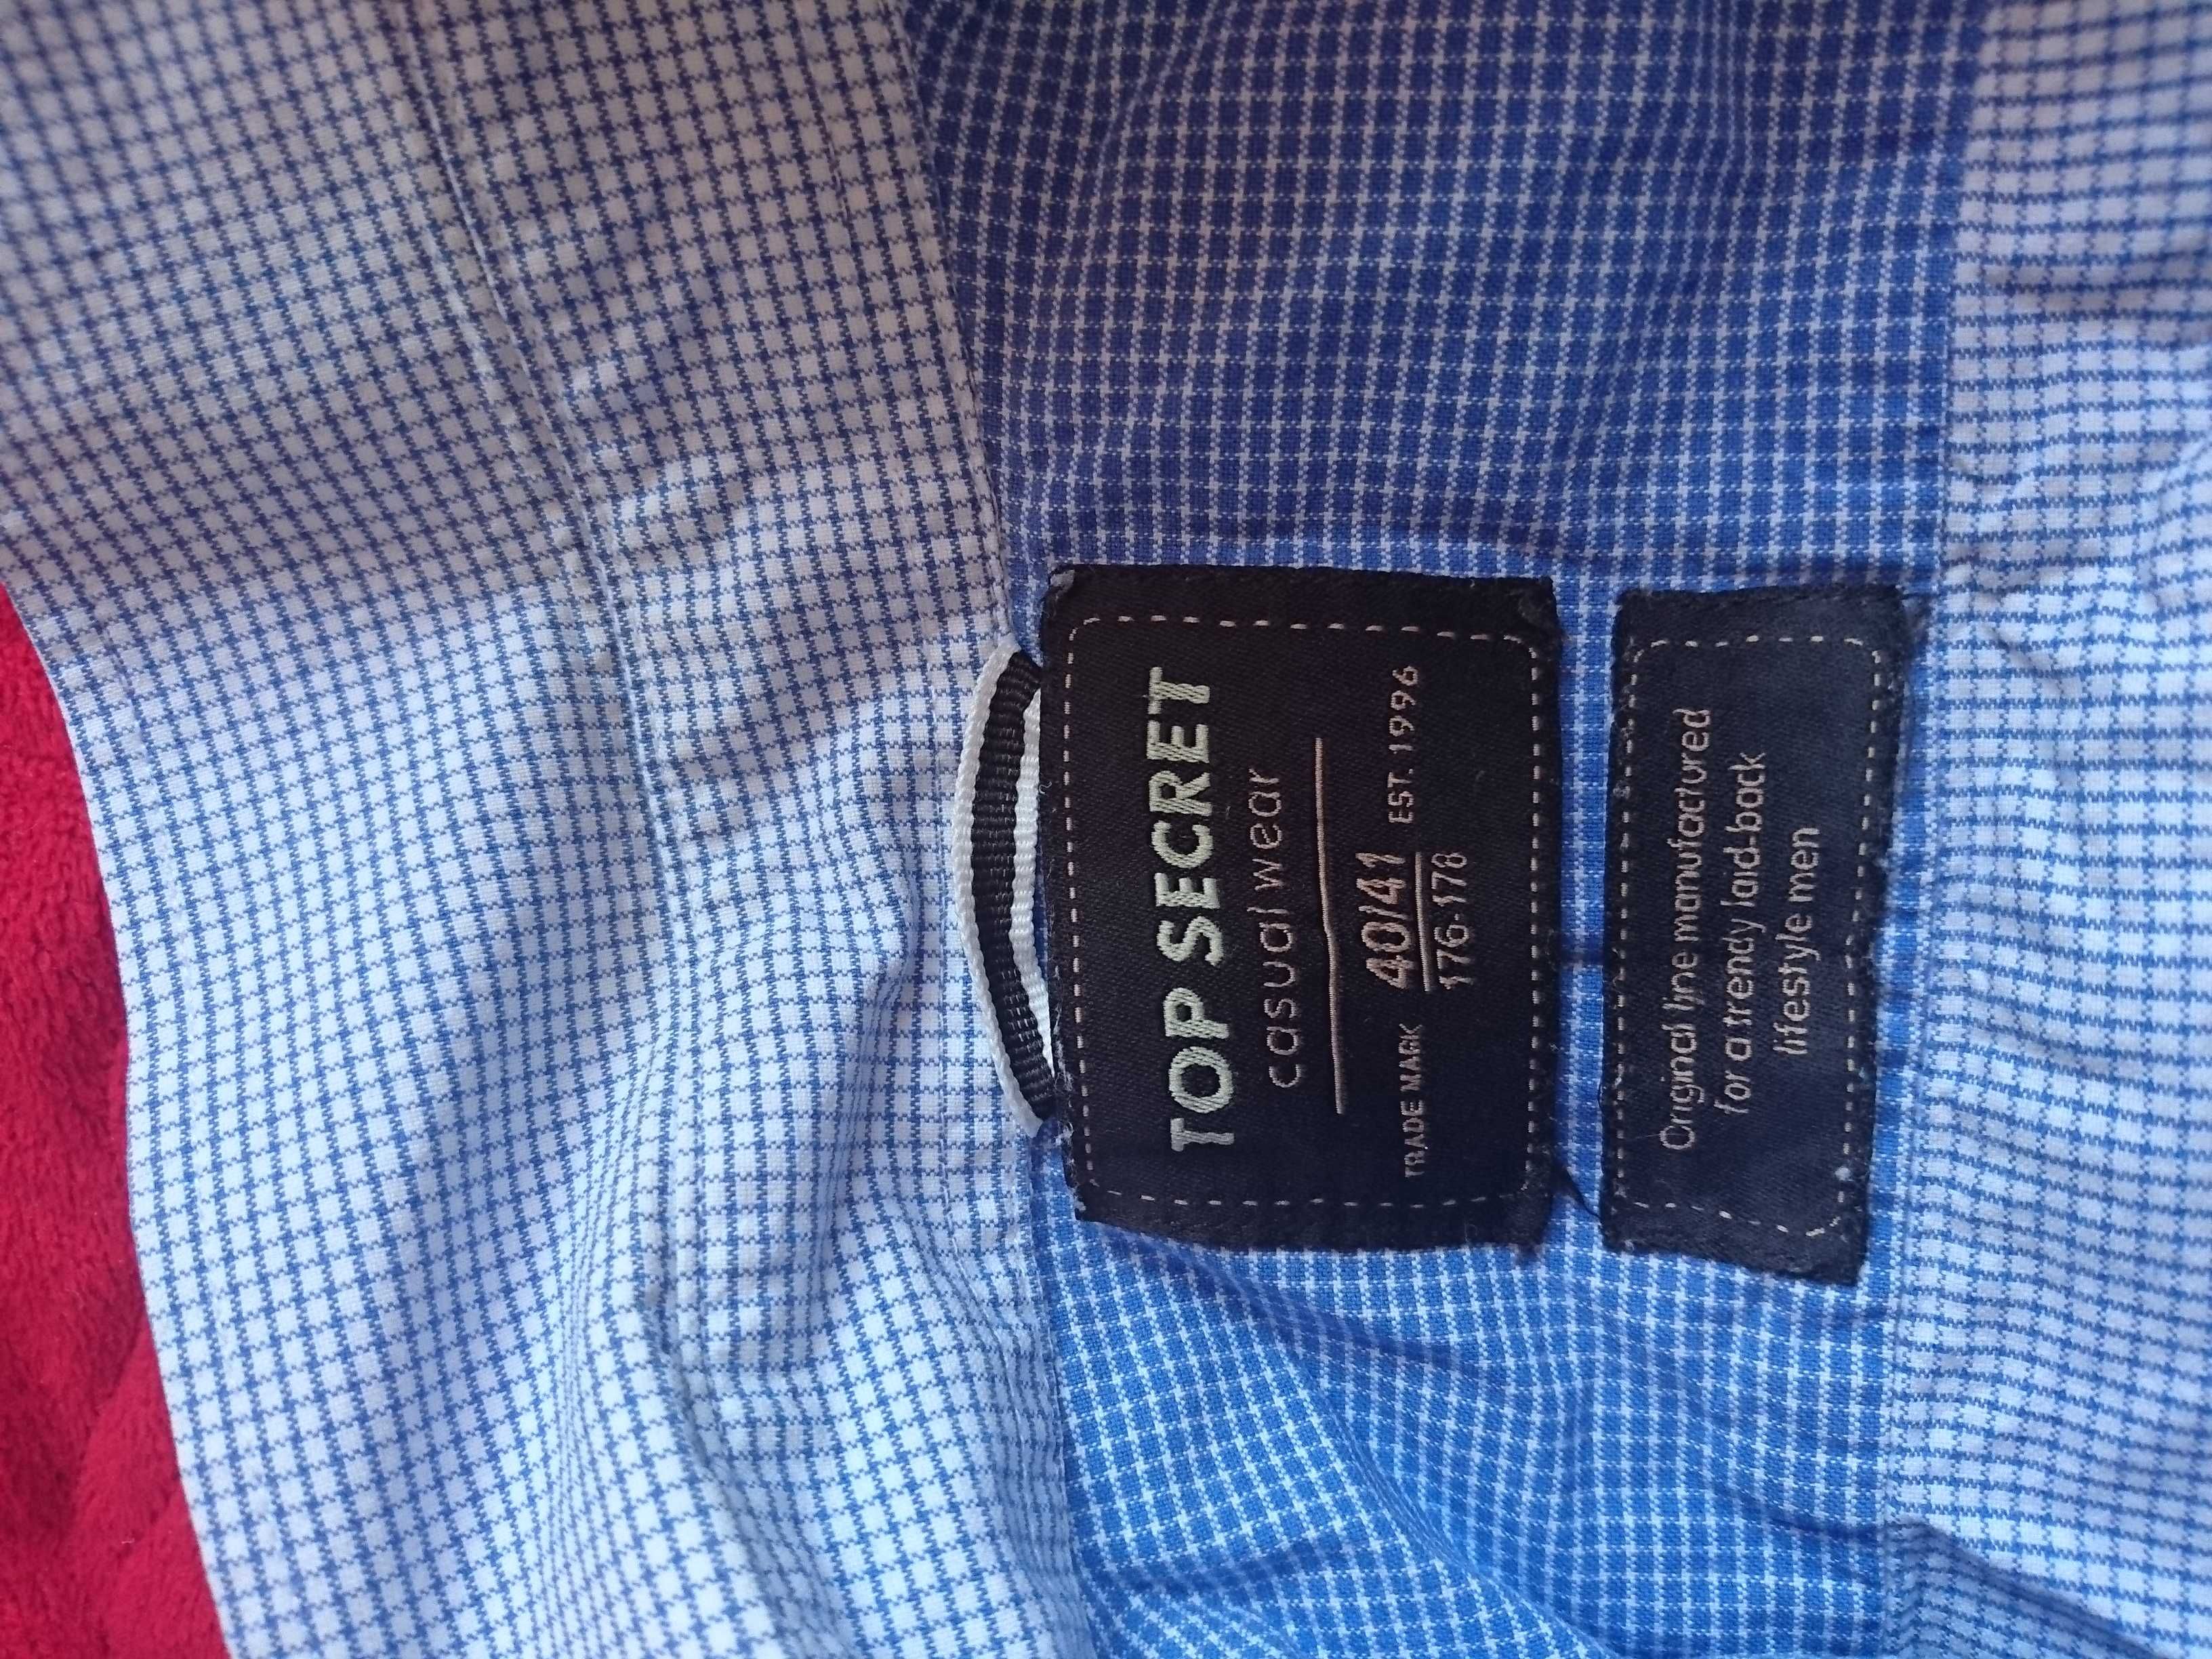 TOP SECRET
casual wear
TRADE MARK 40/41 EST. 1996
176-178
Original line manufactured
for a trendy laid-back
lifestyle men